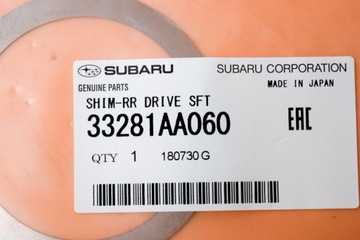 SUBARU
SUBARU CORPORATION
GENUINE PARTS
MADE IN JAPAN
SHIM-RR DRIVE SFT
33281AA060
EAC
QTY 1 180730G